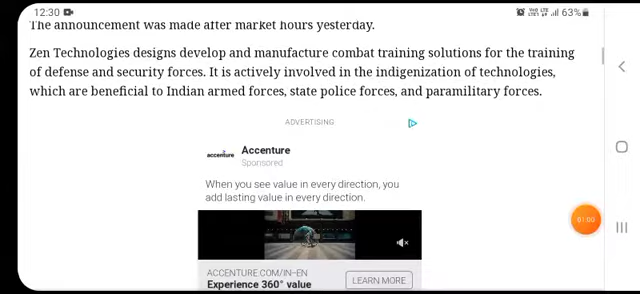 12:30 63%
The announcement was made after market hours yesterday.
Zen Technologies designs develop and manufacture combat training solutions for the training
of defense and security forces. It is actively involved in the indigenization of technologies,
which are beneficial to Indian armed forces, state police forces, and paramilitary forces.
ADVERTISING
accenture Accenture
Sponsored
When you see value in every direction, you
add lasting value in every direction.
01:00
ACCENTURE.COM/IN-EN
Experience 360° value LEARN MORE